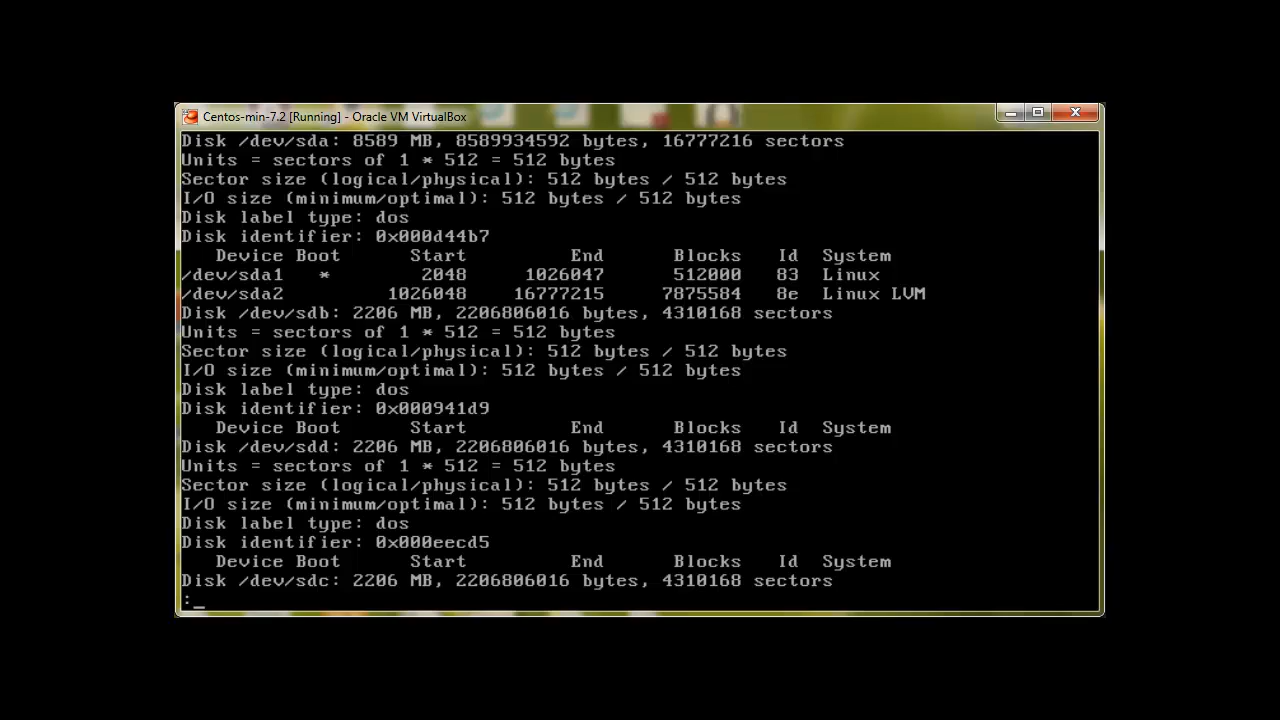 Centos-min-7.2 [Running] - Oracle VM VirtualBox
Disk /dev/sda: 8589 MB, 8589934592 bytes, 16777216 sectors
Units = sectors of 1 * 512 = 512 bytes
Sector size (logical/physical): 512 bytes / 512 bytes
I/O size (minimum/optimal): 512 bytes / 512 bytes
Disk label type: dos
Disk identifier: 0x000d44b7
Device Boot Start End Blocks Id System
/dev/sda1 * 2048 1026047 512000 83 Linux
/dev/sda2 1026048 16777215 7875584 8e Linux LVM
Disk /dev/sdb: 2206 MB, 2206806016 bytes, 4310168 sectors
Units = sectors of 1 * 512 = 512 bytes
Sector size (logical/physical): 512 bytes / 512 bytes
I/O size (minimum/optimal): 512 bytes / 512 bytes
Disk label type: dos
Disk identifier: 0x000941d9
Device Boot Start End Blocks Id System
Disk /dev/sdd: 2206 MB, 2206806016 bytes, 4310168 sectors
Units = sectors of 1 * 512 = 512 bytes
Sector size (logical/physical): 512 bytes / 512 bytes
I/O size (minimum/optimal): 512 bytes / 512 bytes
Disk label type: dos
Disk identifier: 0x000eecd5
Device Boot Start End Blocks Id System
Disk /dev/sdc: 2206 MB, 2206806016 bytes, 4310168 sectors
:_